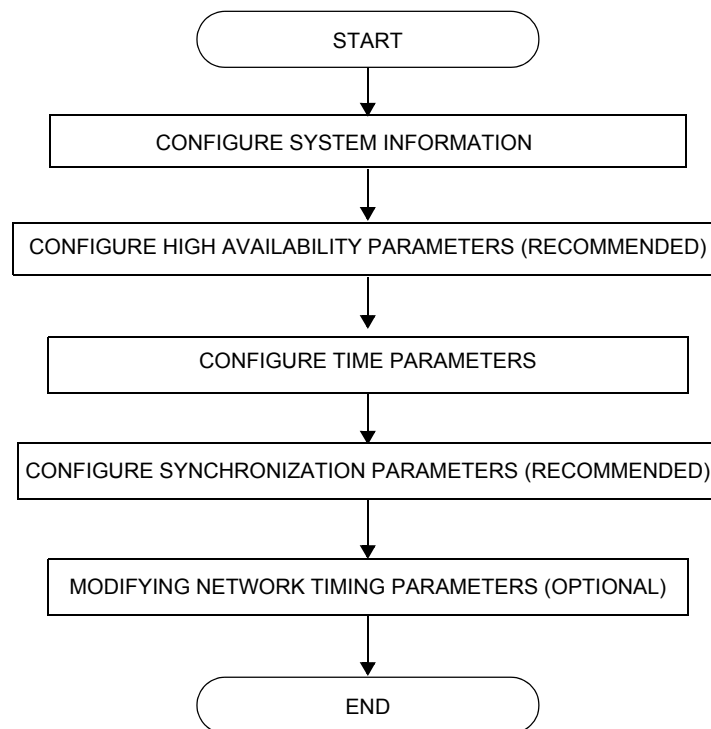 START
CONFIGURE SYSTEM INFORMATION
CONFIGURE HIGH AVAILABILITY PARAMETERS (RECOMMENDED)
CONFIGURE TIME PARAMETERS
CONFIGURE SYNCHRONIZATION PARAMETERS (RECOMMENDED)
MODIFYING NETWORK TIMING PARAMETERS (OPTIONAL)
END